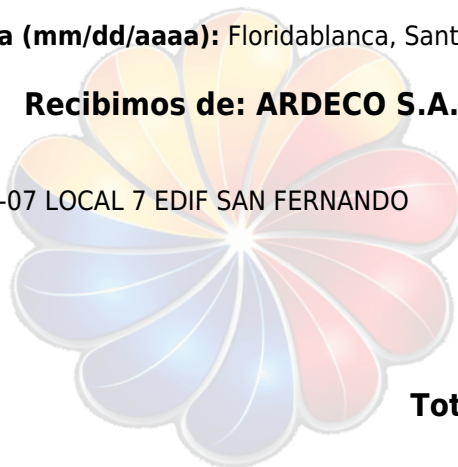 a (mm/dd/aaaa): Floridablanca, Sant
Recibimos de: ARDECO S.A.
-07 LOCAL 7 EDIF SAN FERNANDO
Tot